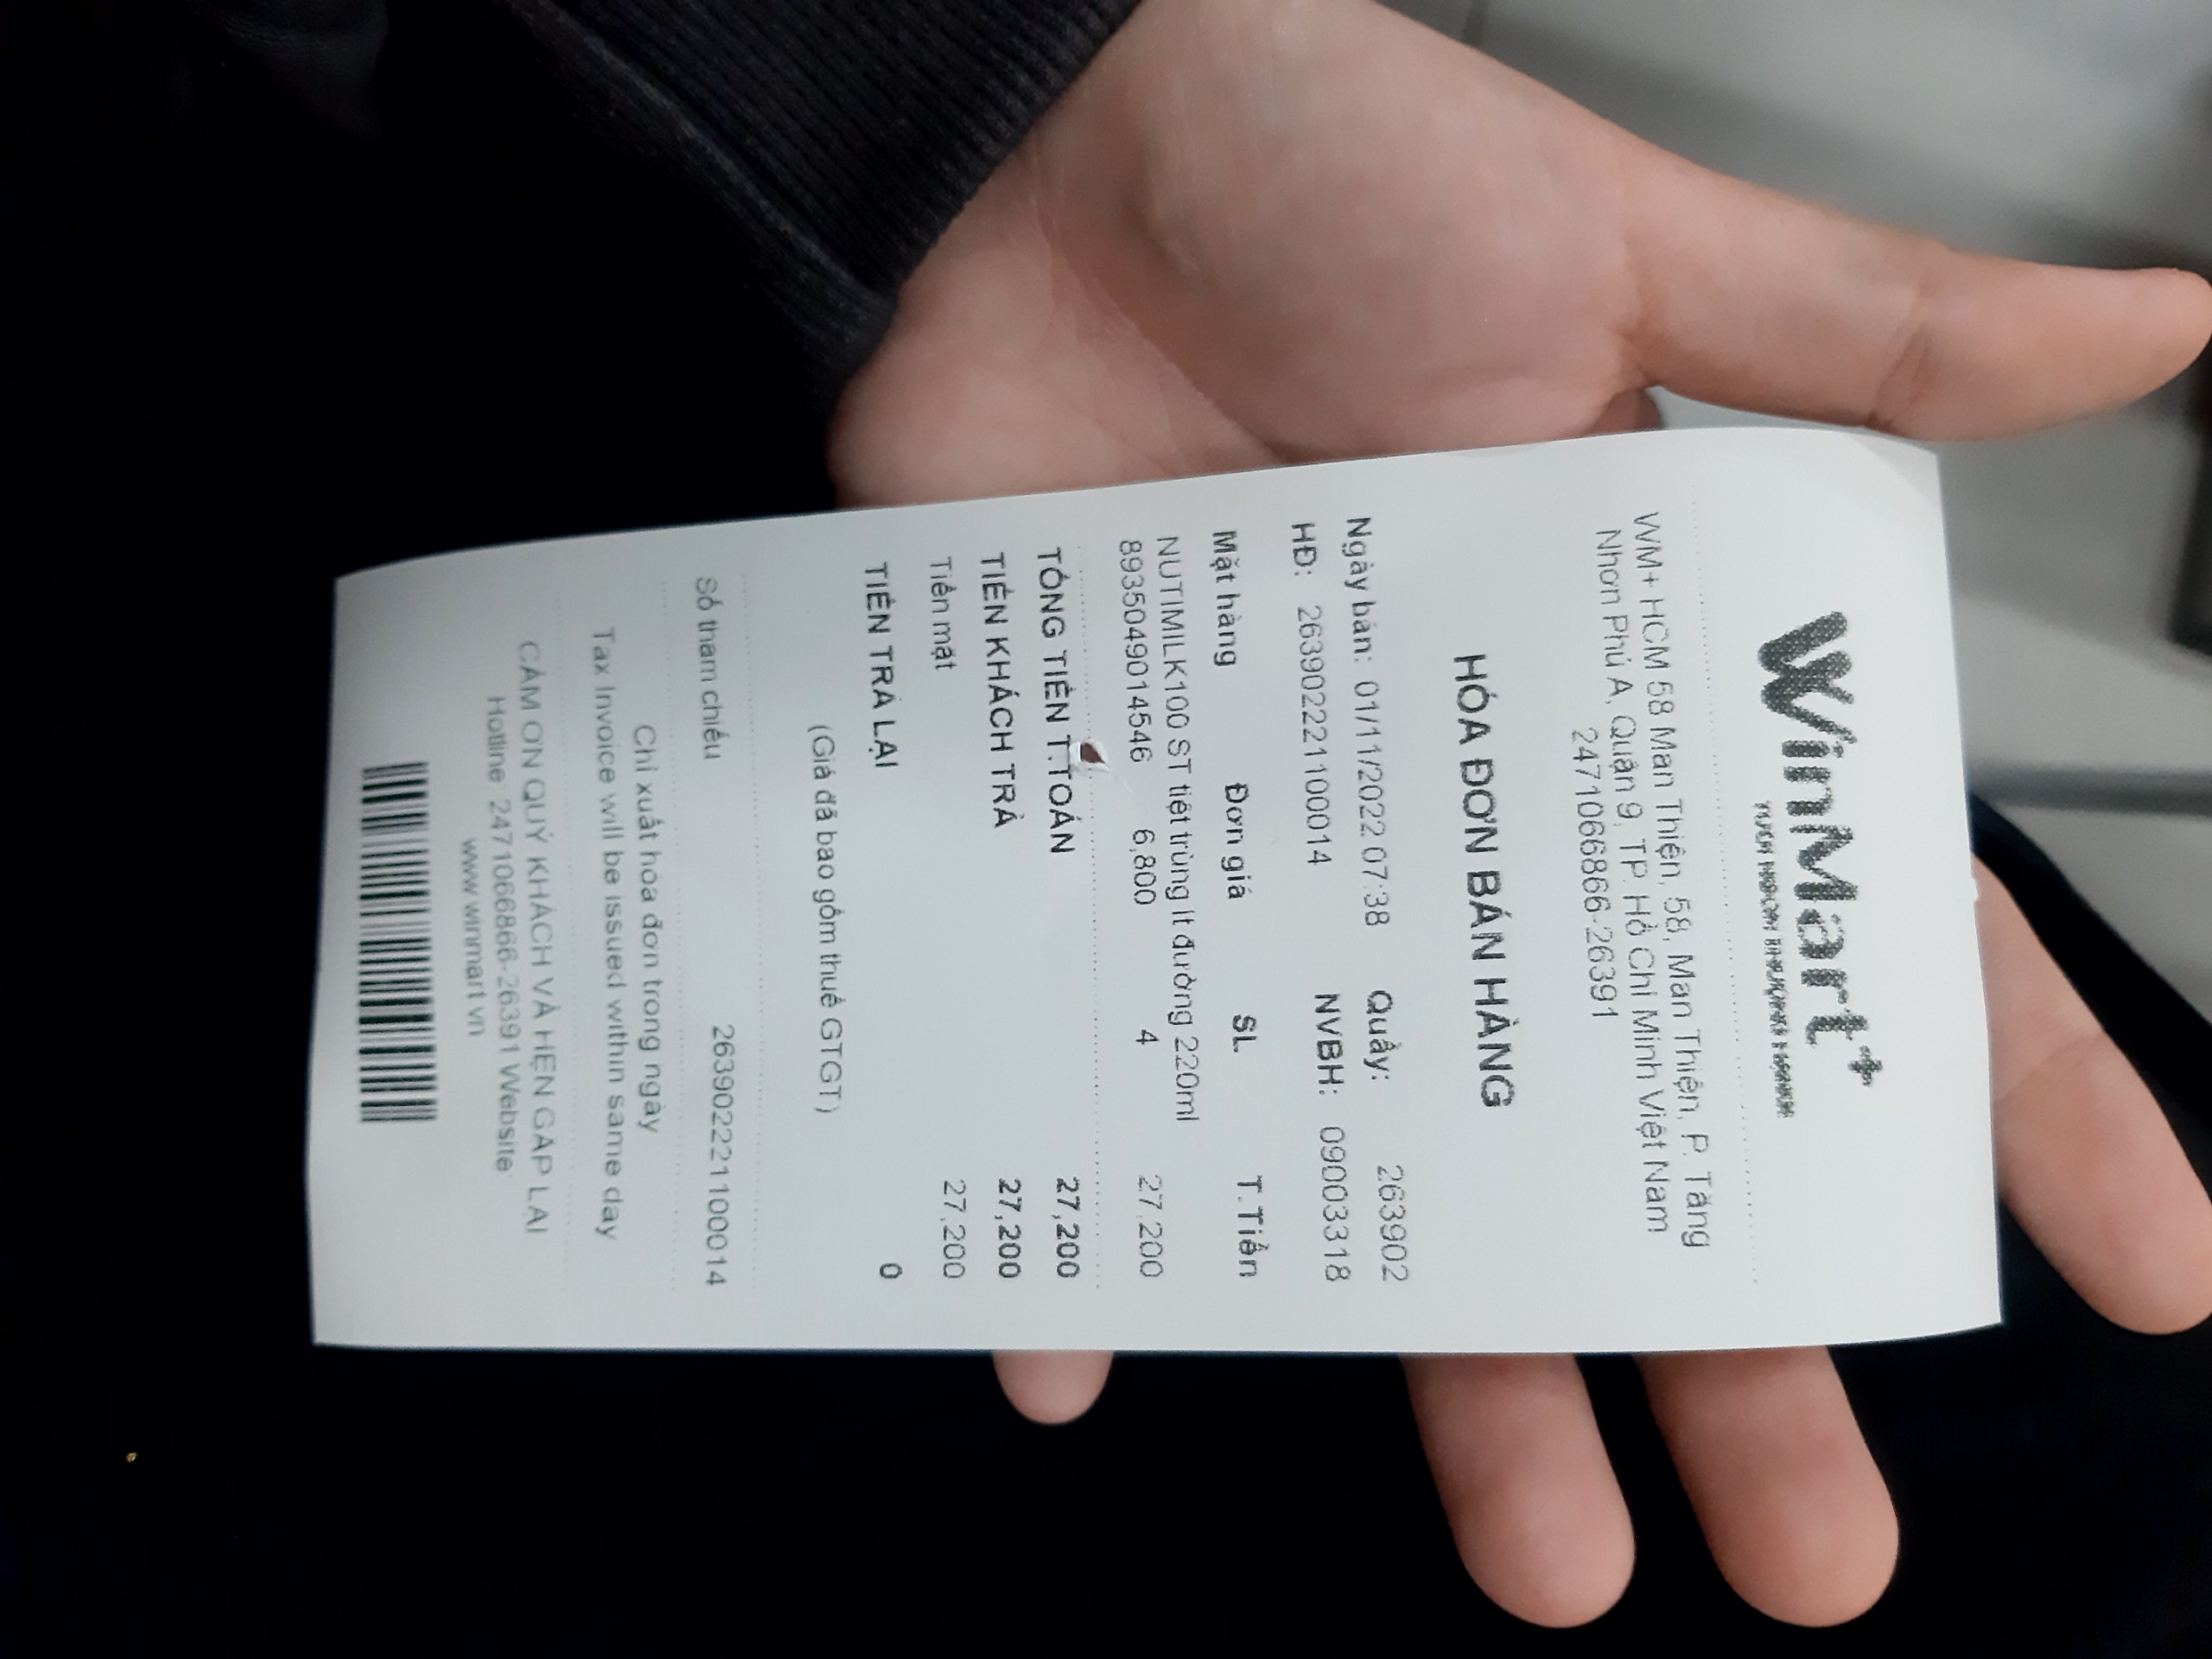 WinMart+
TƯƠI NGON THƯỢNG HẠNG
WM+ HCM 58 Man Thiện, 58, Man Thiện, P. Tăng
Nhơn Phú A, Quận 9, TP. Hồ Chí Minh Việt Nam
2471066866-26391
HÓA ĐƠN BÁN HÀNG
Ngày bán: 01/11/2022 07:38 Quầy: 263902
HĐ: 263902221100014 NVBH: 09003318
Mặt hàng Đơn giá SL T.Tiền
NUTIMILK100 ST tiệt trùng ít đường 220ml
8935049014546 6,800 4 27,200
TỔNG TIỀN T.TOÁN 27,200
TIỀN KHÁCH TRẢ 27,200
Tiền mặt 27,200
TIỀN TRẢ LẠI 0
(Giá đã bao gồm thuế GTGT)
Số tham chiếu 263902221100014
Chỉ xuất hóa đơn trong ngày
Tax Invoice will be issued within same day
CẢM ƠN QUÝ KHÁCH VÀ HẸN GẶP LẠI
Hotline: 2471066866-26391 Website:
www.winmart.vn